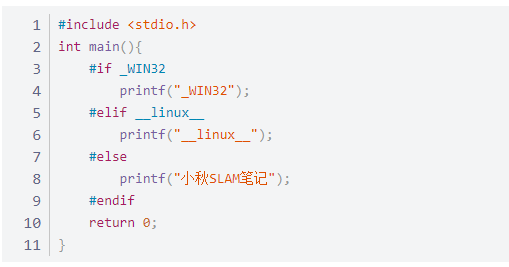 1 #include <stdio.h>
2 int main(){
3     #if _WIN32
4         printf("_WIN32");
5     #elif __linux__
6         printf("__linux__");
7     #else
8         printf("小秋SLAM笔记");
9     #endif
10     return 0;
11 }